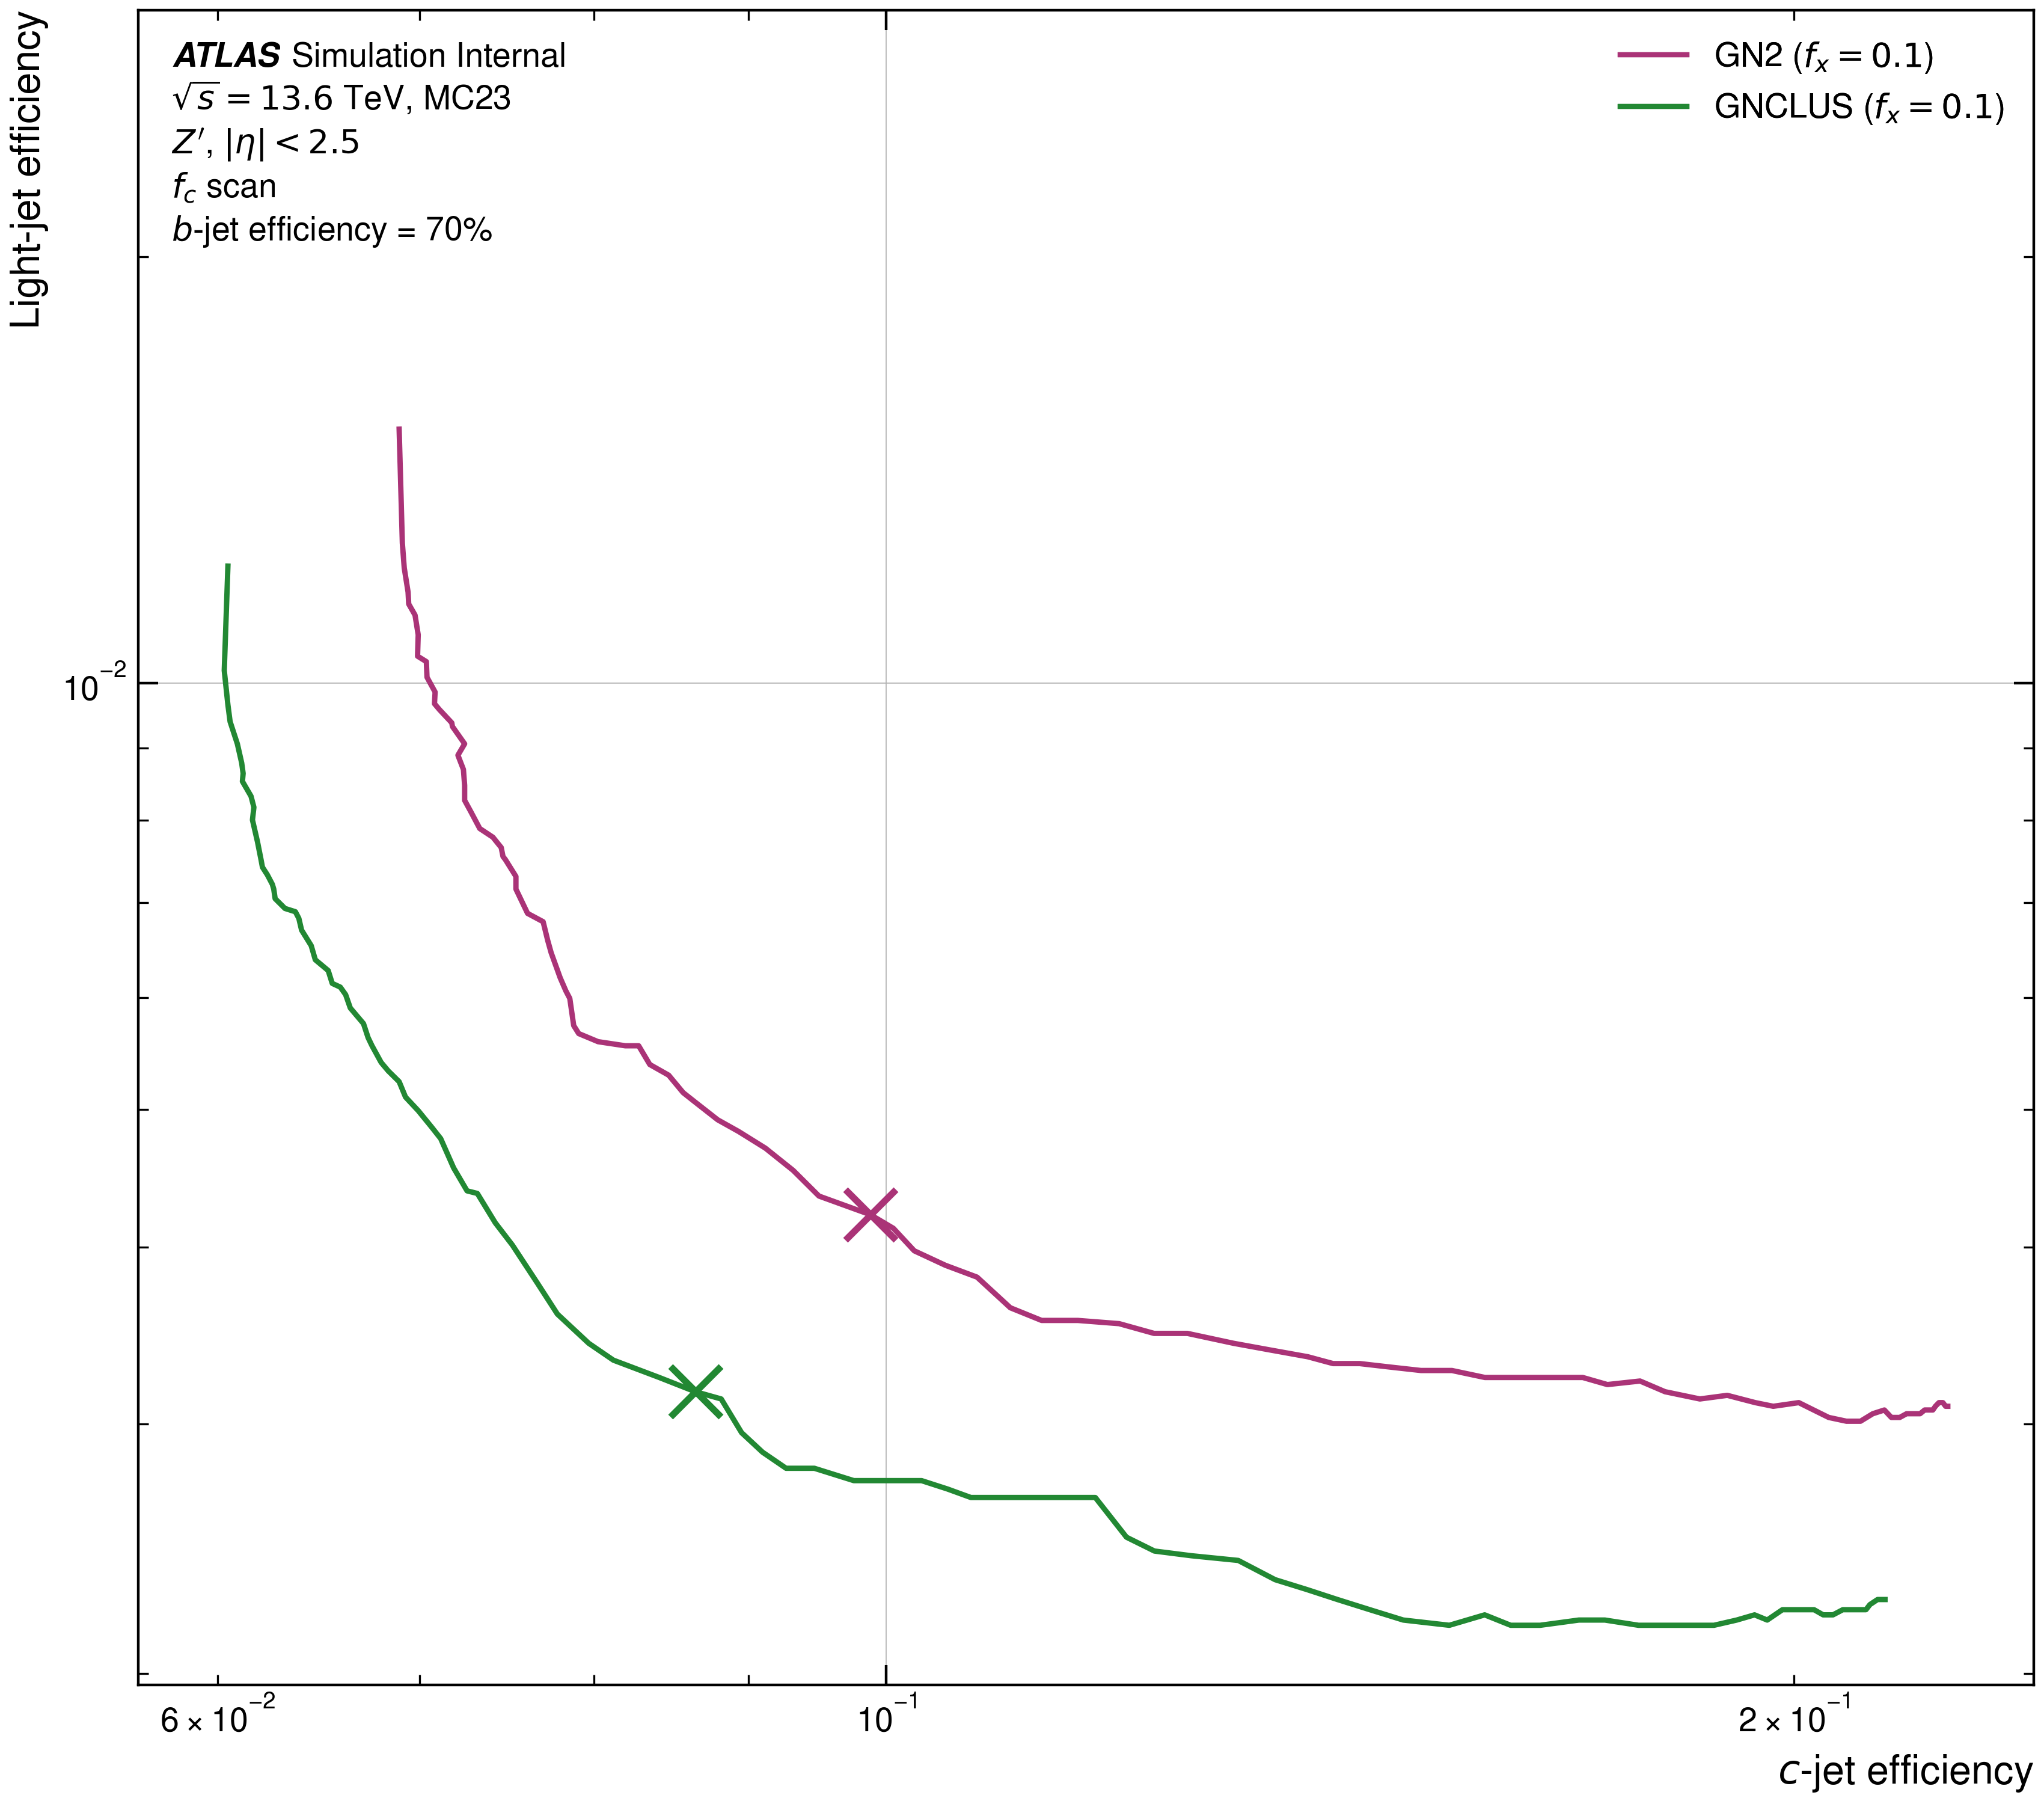 Light-jet efficiency
ATLAS Simulation Internal
√s = 13.6 TeV, MC23
Z′, |η| < 2.5
f_c scan
b-jet efficiency = 70%
GN2 (f_x = 0.1)
GNCLUS (f_x = 0.1)
10⁻²
6 × 10⁻² 10⁻¹ 2 × 10⁻¹
c-jet efficiency